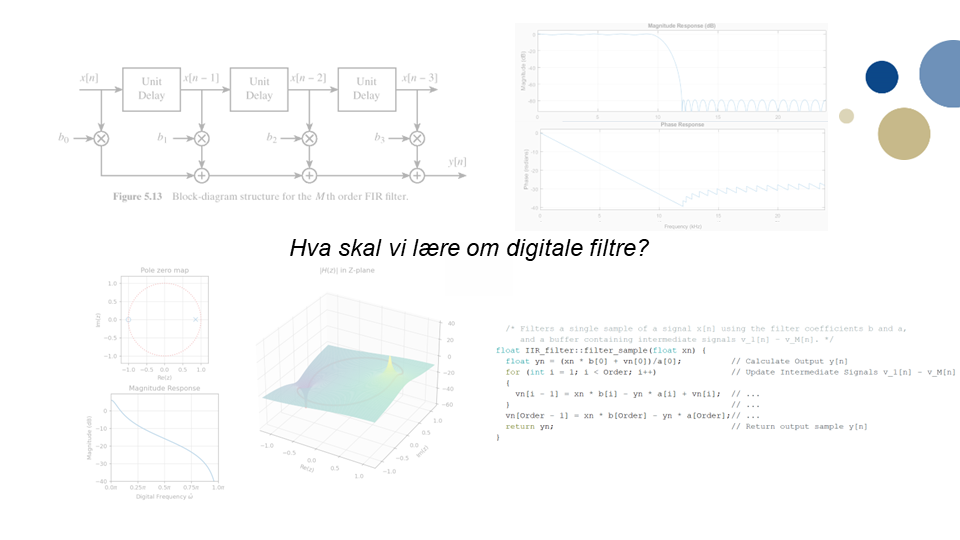 x[n] Unit Delay x[n − 1] Unit Delay x[n − 2] Unit Delay x[n − 3]
b₀ b₁ b₂ b₃
y[n]
Figure 5.13 Block-diagram structure for the Mth order FIR filter.
Magnitude Response (dB)
Magnitude (dB)
0
-20
-40
-60
-80
0 5 10 15 20
Phase Response
Phase (radians)
0
-10
-20
-30
-40
0 5 10 15 20
Frequency (kHz)
Hva skal vi lære om digitale filtre?
Pole zero map
Im(z)
1.0
0.5
0.0
−0.5
−1.0
−1.0 −0.5 0.0 0.5 1.0
Re(z)
Magnitude Response
Magnitude (dB)
0
−10
−20
−30
−40
0.0π 0.25π 0.5π 0.75π 1.0π
Digital Frequency ω̂
|H(z)| in Z-plane
40
20
0
−20
−40
−60
−1.0 −0.5 0.0 0.5 1.0
Re(z)
−1.0 −0.5 0.0 0.5 1.0
Im(z)
/* Filters a single sample of a signal x[n] using the filter coefficients b and a,
and a buffer containing intermediate signals v_1[n] - v_M[n]. */
float IIR_filter::filter_sample(float xn) {
float yn = (xn * b[0] + vn[0])/a[0]; // Calculate Output y[n]
for (int i = 1; i < Order; i++) // Update Intermediate Signals v_1[n] - v_M[n]
{
vn[i - 1] = xn * b[i] - yn * a[i] + vn[i]; // ...
} // ...
vn[Order - 1] = xn * b[Order] - yn * a[Order];// ...
return yn; // Return output sample y[n]
}